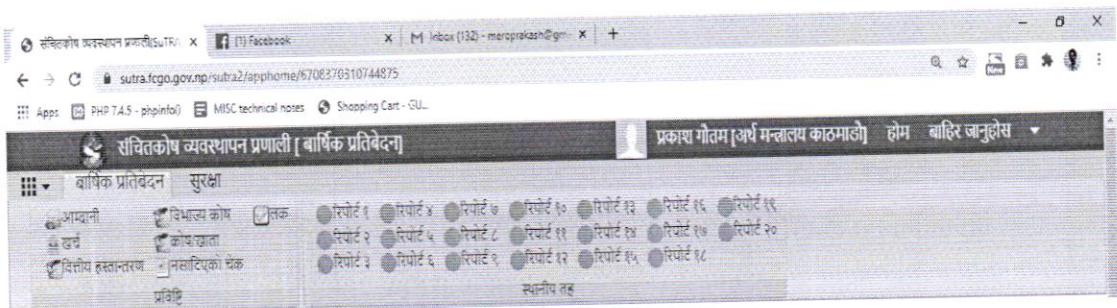 संचितकोष व्यवस्थापन प्रणाली(SuTRA × (1) Facebook × Inbox (132) - meroprakash@gm × +
sutra.fcgo.gov.np/sutra2/apphome/6708370310744875
Apps PHP 7.4.5 - phpinfo() MISC technical notes Shopping Cart - GU...
संचितकोष व्यवस्थापन प्रणाली [ बार्षिक प्रतिबेदन] प्रकाश गौतम [अर्थ मन्त्रालय काठमाडौ] होम बाहिर जानुहोस
बार्षिक प्रतिबेदन सुरक्षा
आम्दानी विभाज्य कोष लक रिपोर्ट १ रिपोर्ट ४ रिपोर्ट ७ रिपोर्ट १० रिपोर्ट १३ रिपोर्ट १६ रिपोर्ट १९
खर्च कोष/खाता रिपोर्ट २ रिपोर्ट ५ रिपोर्ट ८ रिपोर्ट ११ रिपोर्ट १४ रिपोर्ट १७ रिपोर्ट २०
वित्तीय हस्तान्तरण नसाटिएको चेक रिपोर्ट ३ रिपोर्ट ६ रिपोर्ट ९ रिपोर्ट १२ रिपोर्ट १५ रिपोर्ट १८
प्रविष्टि स्थानीय तह